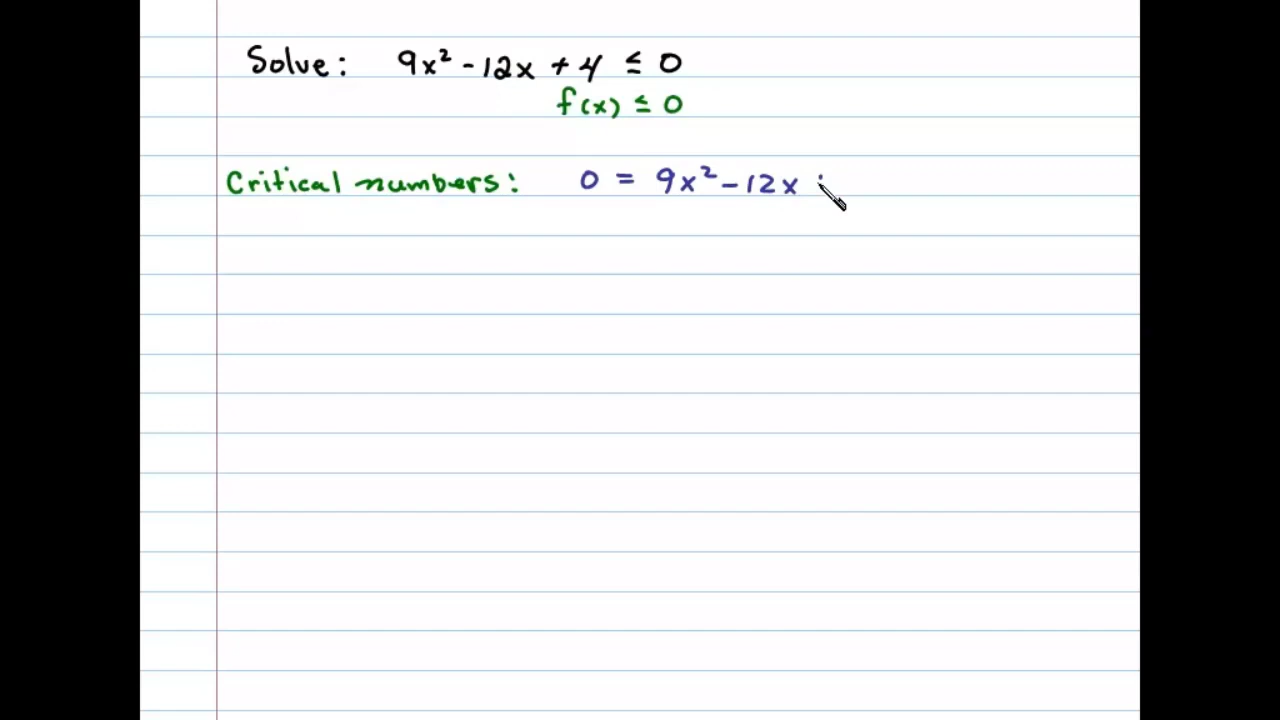 Solve: 9x² - 12x + 4 ≤ 0
f(x) ≤ 0
Critical numbers: 0 = 9x² - 12x